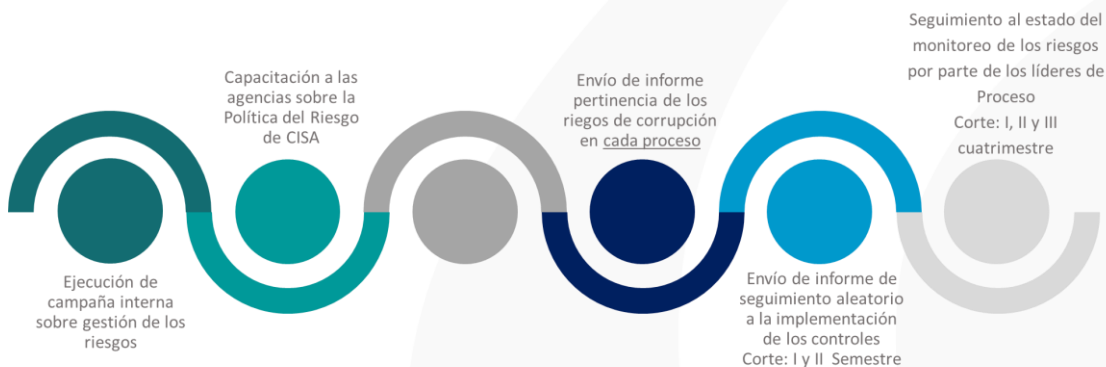 Ejecución de
campaña interna
sobre gestión de los
riesgos
Capacitación a las
agencias sobre la
Política del Riesgo
de CISA
Envío de informe
pertinencia de los
riegos de corrupción
en cada proceso
Envío de informe de
seguimiento aleatorio
a la implementación
de los controles
Corte: I y II Semestre
Seguimiento al estado del
monitoreo de los riesgos
por parte de los líderes de
Proceso
Corte: I, II y III
cuatrimestre